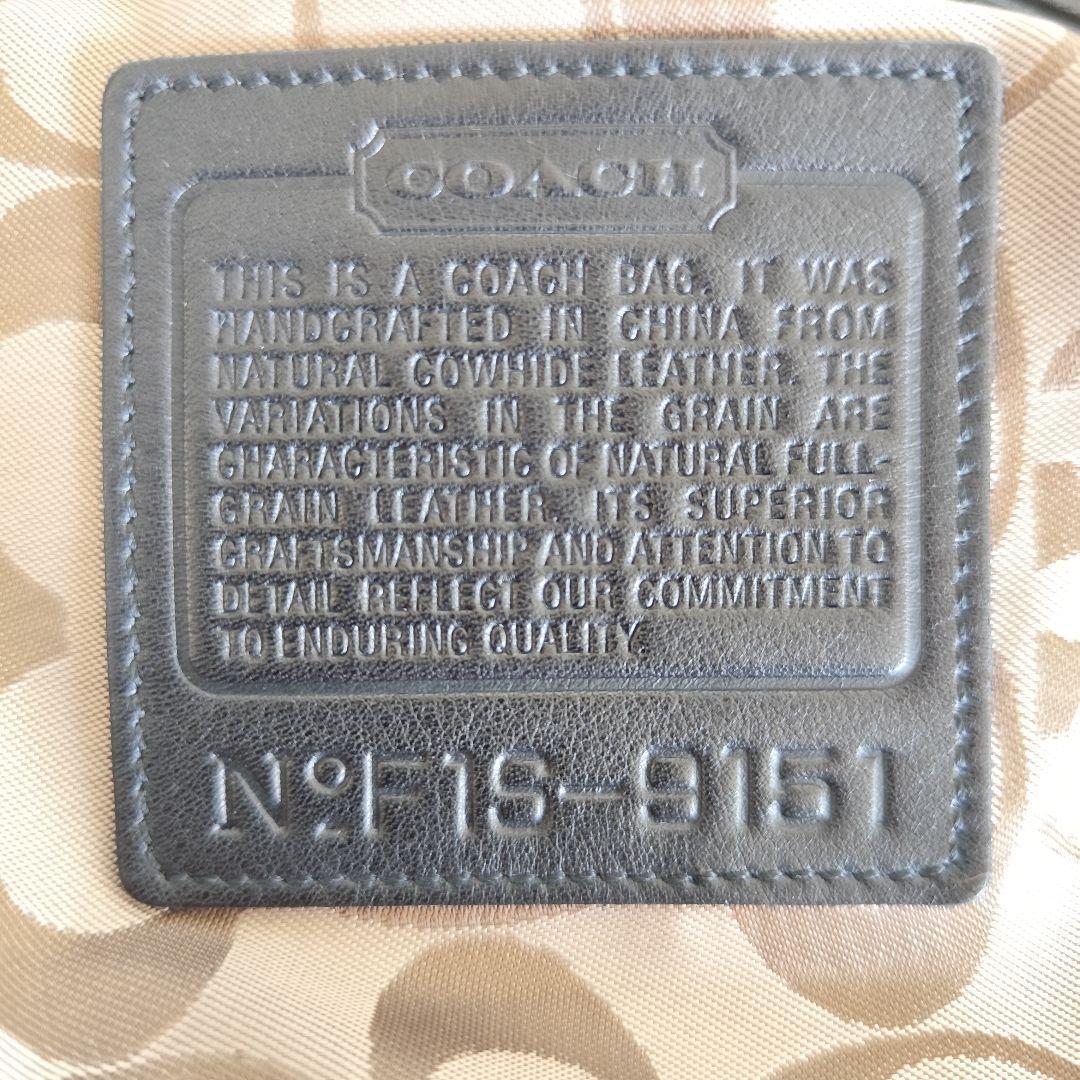 COACH
THIS IS A COACH BAG. IT WAS
HANDCRAFTED IN CHINA FROM
NATURAL COWHIDE LEATHER. THE
VARIATIONS IN THE GRAIN ARE
CHARACTERISTIC OF NATURAL FULL-
GRAIN LEATHER. ITS SUPERIOR
CRAFTSMANSHIP AND ATTENTION TO
DETAIL REFLECT OUR COMMITMENT
TO ENDURING QUALITY.
Nº F1S-9151